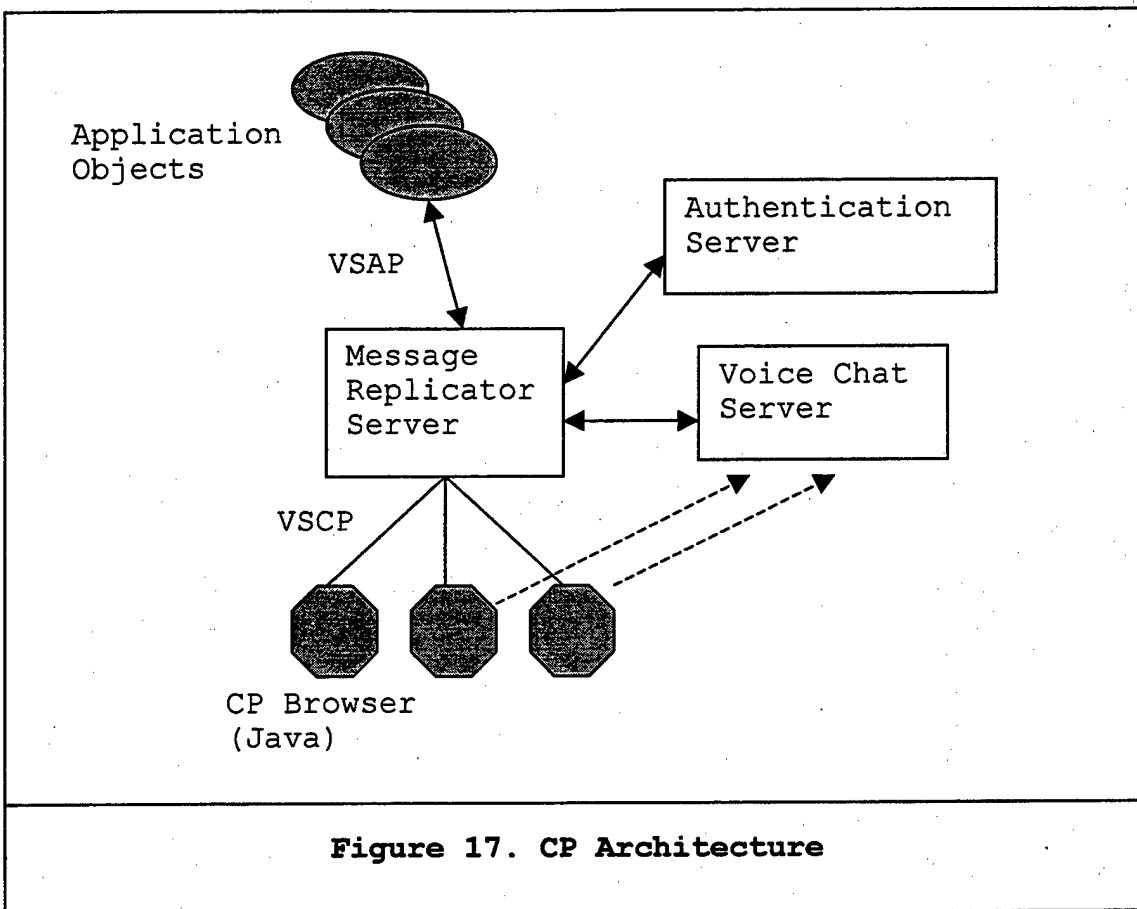 Application
Objects
VSAP
Authentication
Server
Message
Replicator
Server
Voice Chat
Server
VSCP
CP Browser
(Java)
Figure 17. CP Architecture